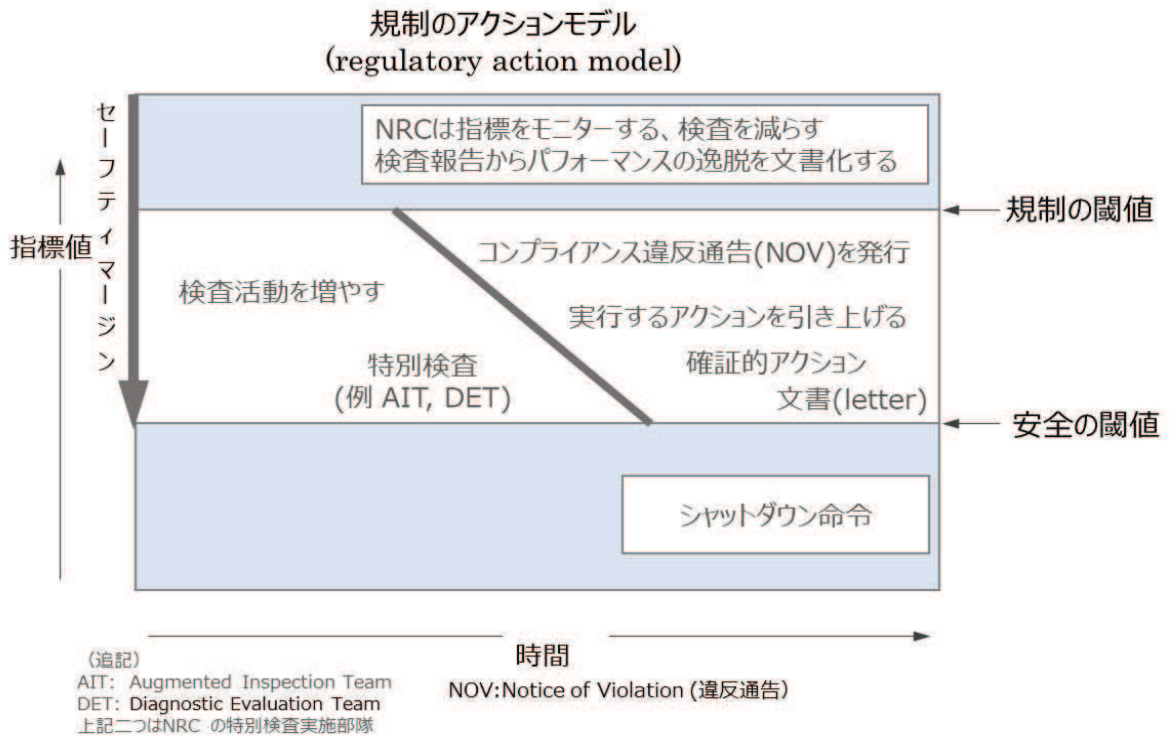 規制のアクションモデル
(regulatory action model)
セーフティマージン
NRCは指標をモニターする、検査を減らす
検査報告からパフォーマンスの逸脱を文書化する
規制の閾値
指標値
コンプライアンス違反通告(NOV)を発行
検査活動を増やす
実行するアクションを引き上げる
特別検査
(例 AIT, DET)
確証的アクション
文書(letter)
安全の閾値
シャットダウン命令
時間
（追記）
AIT: Augmented Inspection Team
DET: Diagnostic Evaluation Team
上記二つはNRC の特別検査実施部隊
NOV:Notice of Violation (違反通告）